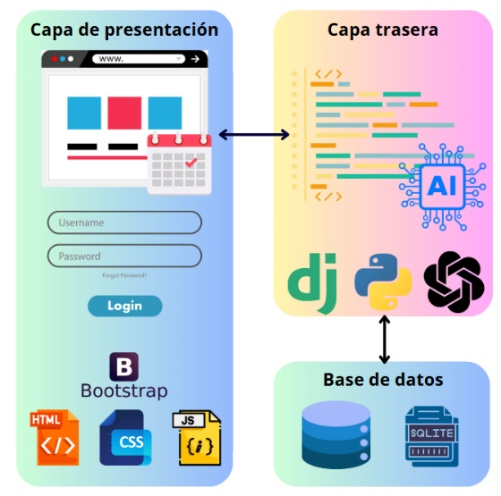 Capa de presentación
www.
Username
Password
Forgot Password?
Login
B
Bootstrap
HTML
</>
CSS
JS
{;}
Capa trasera
</>
</>
AI
dj
Base de datos
SQLITE